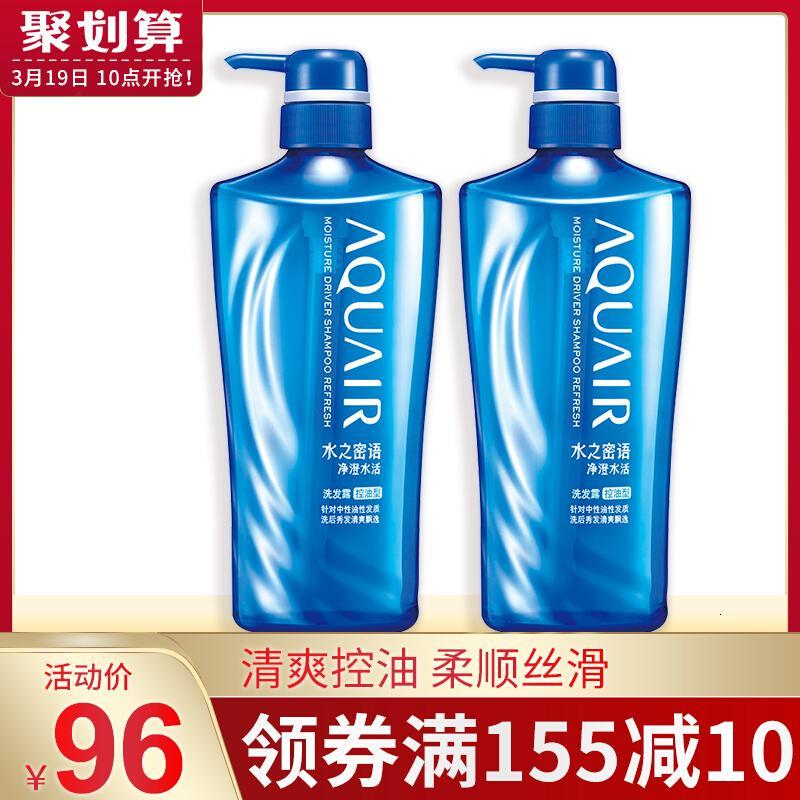 聚划算
3月19日 10点开抢!
AQUAIR
MOISTURE DRIVER SHAMPOO REFRESH
水之密语
净澄水活
洗发露 控油型
针对中性油性发质
洗后秀发清爽飘逸
AQUAIR
MOISTURE DRIVER SHAMPOO REFRESH
水之密语
净澄水活
洗发露 控油型
针对中性油性发质
洗后秀发清爽飘逸
活动价
¥96
清爽控油 柔顺丝滑
领券满155减10